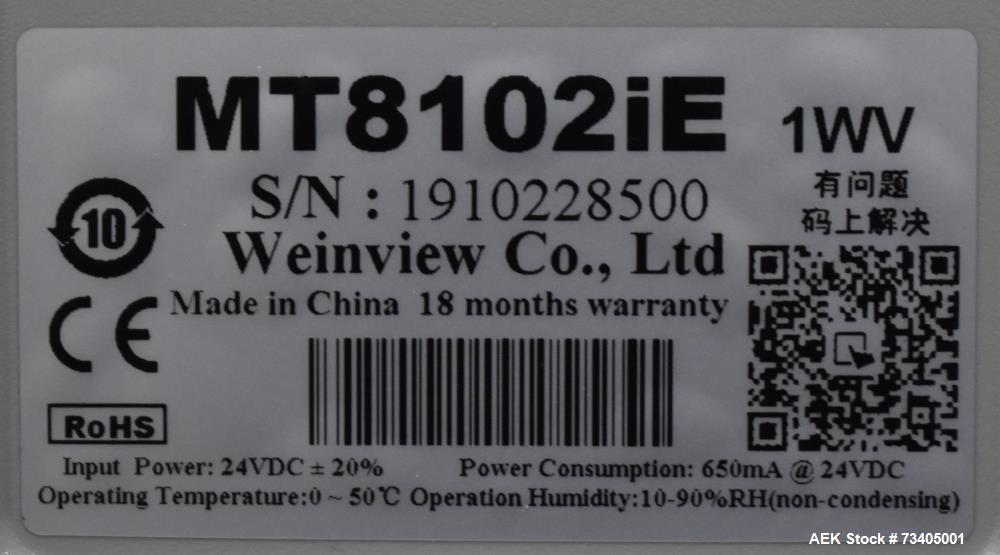 MT8102iE 1WV
有问题
码上解决
S/N : 1910228500
10
Weinview Co., Ltd
Made in China 18 months warranty
CE
RoHS
Input Power: 24VDC ± 20% Power Consumption: 650mA @ 24VDC
Operating Temperature:0 ~ 50℃ Operation Humidity:10-90%RH(non-condensing)
AEK Stock # 73405001